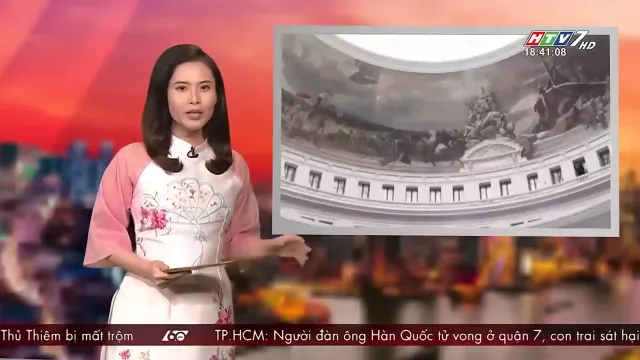 HTV7 HD
18:41:08
Thủ Thiêm bị mất trộm 60 TP.HCM: Người đàn ông Hàn Quốc tử vong ở quận 7, con trai sát hại